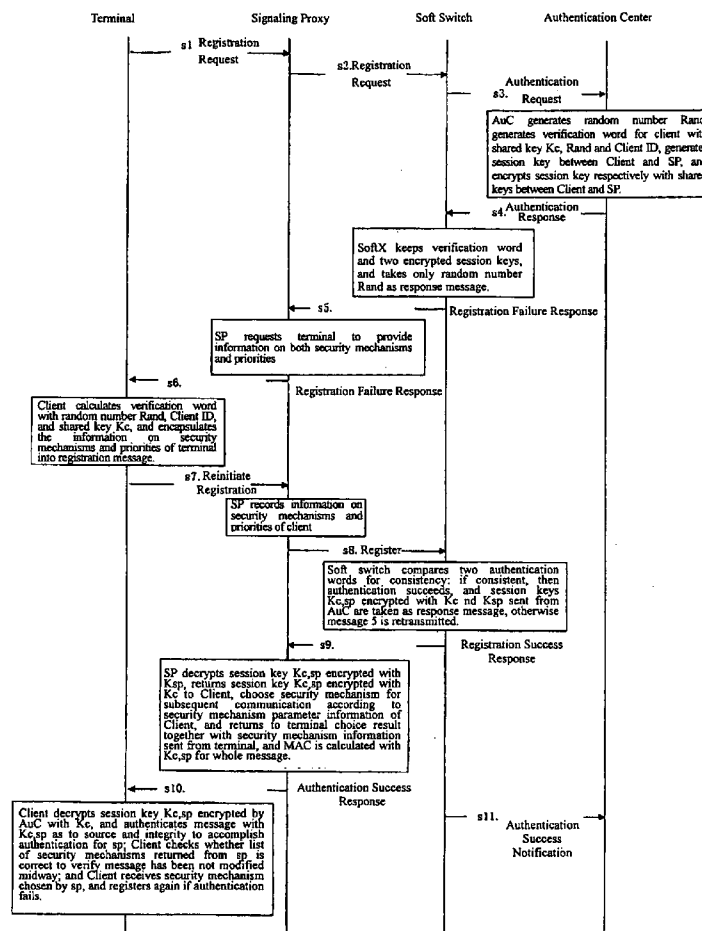 Terminal Signaling Proxy Soft Switch Authentication Center
s1 Registration
Request
s2.Registration
Request
Authentication
s3.
Request
AuC generates random number Rand
generates verification word for client wit
shared key Kc, Rand and Client ID, generate
session key between Client and SP, an
encrypts session key respectively with share
keys between Client and SP.
s4. Authentication
Response
SoftX keeps verification word
and two encrypted session keys,
and takes only random number
Rand as response message.
s5.
Registration Failure Response
SP requests terminal to provide
information on both security mechanisms
and priorities
s6.
Registration Failure Response
Client calculates verification word
with random number Rand, Client ID,
and shared key Kc, and encapsulates
the information on security
mechanisms and priorities of terminal
into registration message.
s7. Reinitiate
Registration
SP records information on
security mechanisms and
priorities of client
s8. Register
Soft switch compares two authentication
words for consistency: if consistent, then
authentication succeeds, and session keys
Kc,sp encrypted with Kc nd Ksp sent from
AuC are taken as response message, otherwise
message 5 is retransmitted.
s9.
Registration Success
Response
SP decrypts session key Kc,sp encrypted with
Ksp, returns session key Kc,sp encrypted with
Kc to Client, choose security mechanism for
subsequent communication according to
security mechanism parameter information of
Client, and returns to terminal choice result
together with security mechanism information
sent from terminal, and MAC is calculated with
Kc,sp for whole message.
s10.
Authentication Success
Response
s11.
Authentication
Success
Notification
Client decrypts session key Kc,sp encrypted by
AuC with Kc, and authenticates message with
Kc,sp as to source and integrity to accomplish
authentication for sp; Client checks whether list
of security mechanisms returned from sp is
correct to verify message has been not modified
midway; and Client receives security mechanism
chosen by sp, and registers again if authentication
fails.